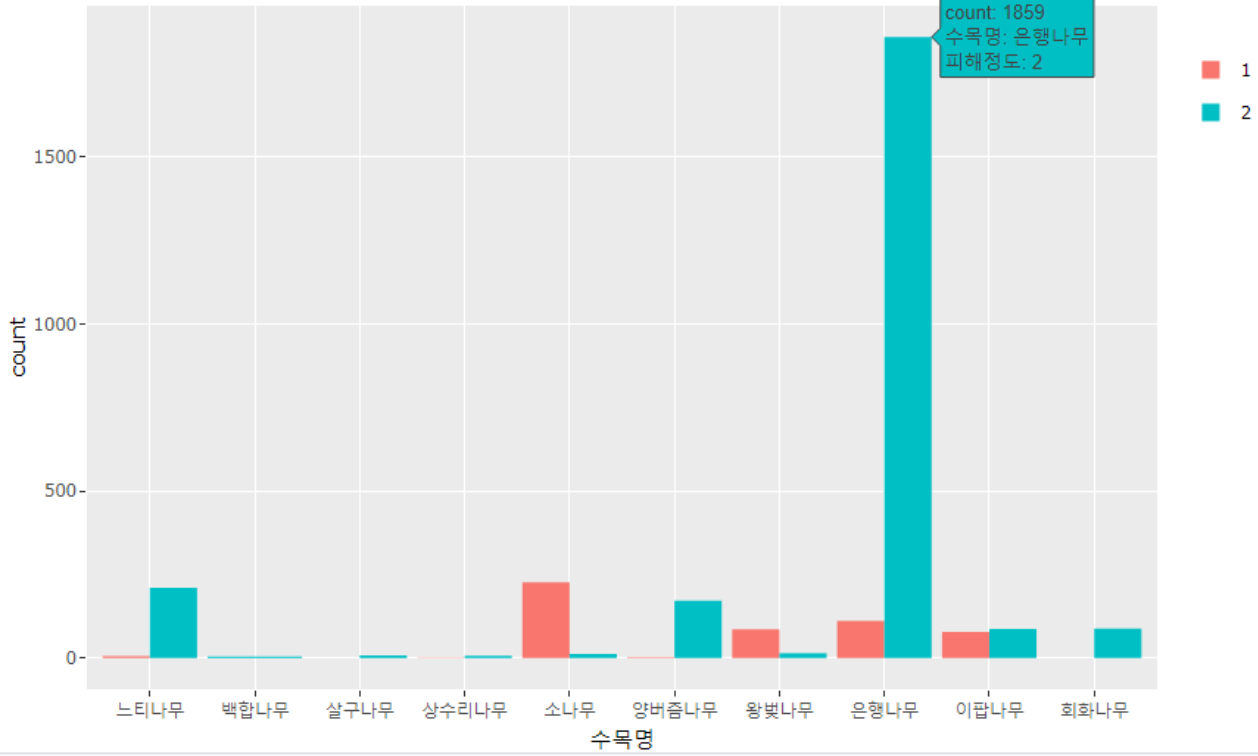 count: 1859
수목명: 은행나무
피해정도: 2
1
2
1500
1000
500
0
count
느티나무 백합나무 살구나무 상수리나무 소나무 양버즘나무 왕벚나무 은행나무 이팝나무 회화나무
수목명